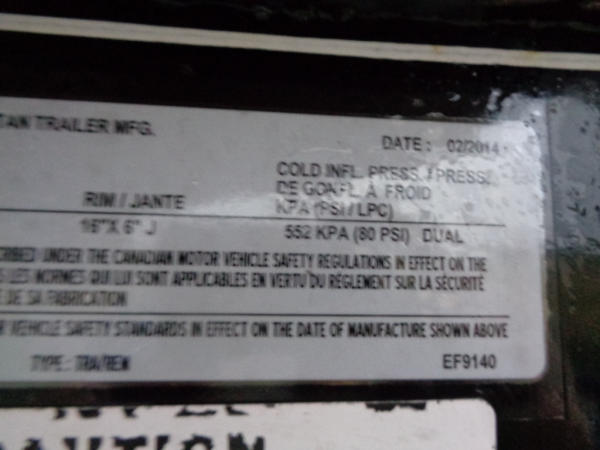 TAN TRAILER MFG.
DATE : 02/2014
COLD INFL. PRESS. / PRESS.
DE GONFL. À FROID
RIM / JANTE
KPA (PSI / LPC)
16"X 6" J
552 KPA (80 PSI) DUAL
CRIBED UNDER THE CANADIAN MOTOR VEHICLE SAFETY REGULATIONS IN EFFECT ON THE
LES NORMES QUI LUI SONT APPLICABLES EN VERTU DU RÈGLEMENT SUR LA SÉCURITÉ
DE SA FABRICATION
VEHICLE SAFETY STANDARDS IN EFFECT ON THE DATE OF MANUFACTURE SHOWN ABOVE
TYPE : TRA/REM
EF9140